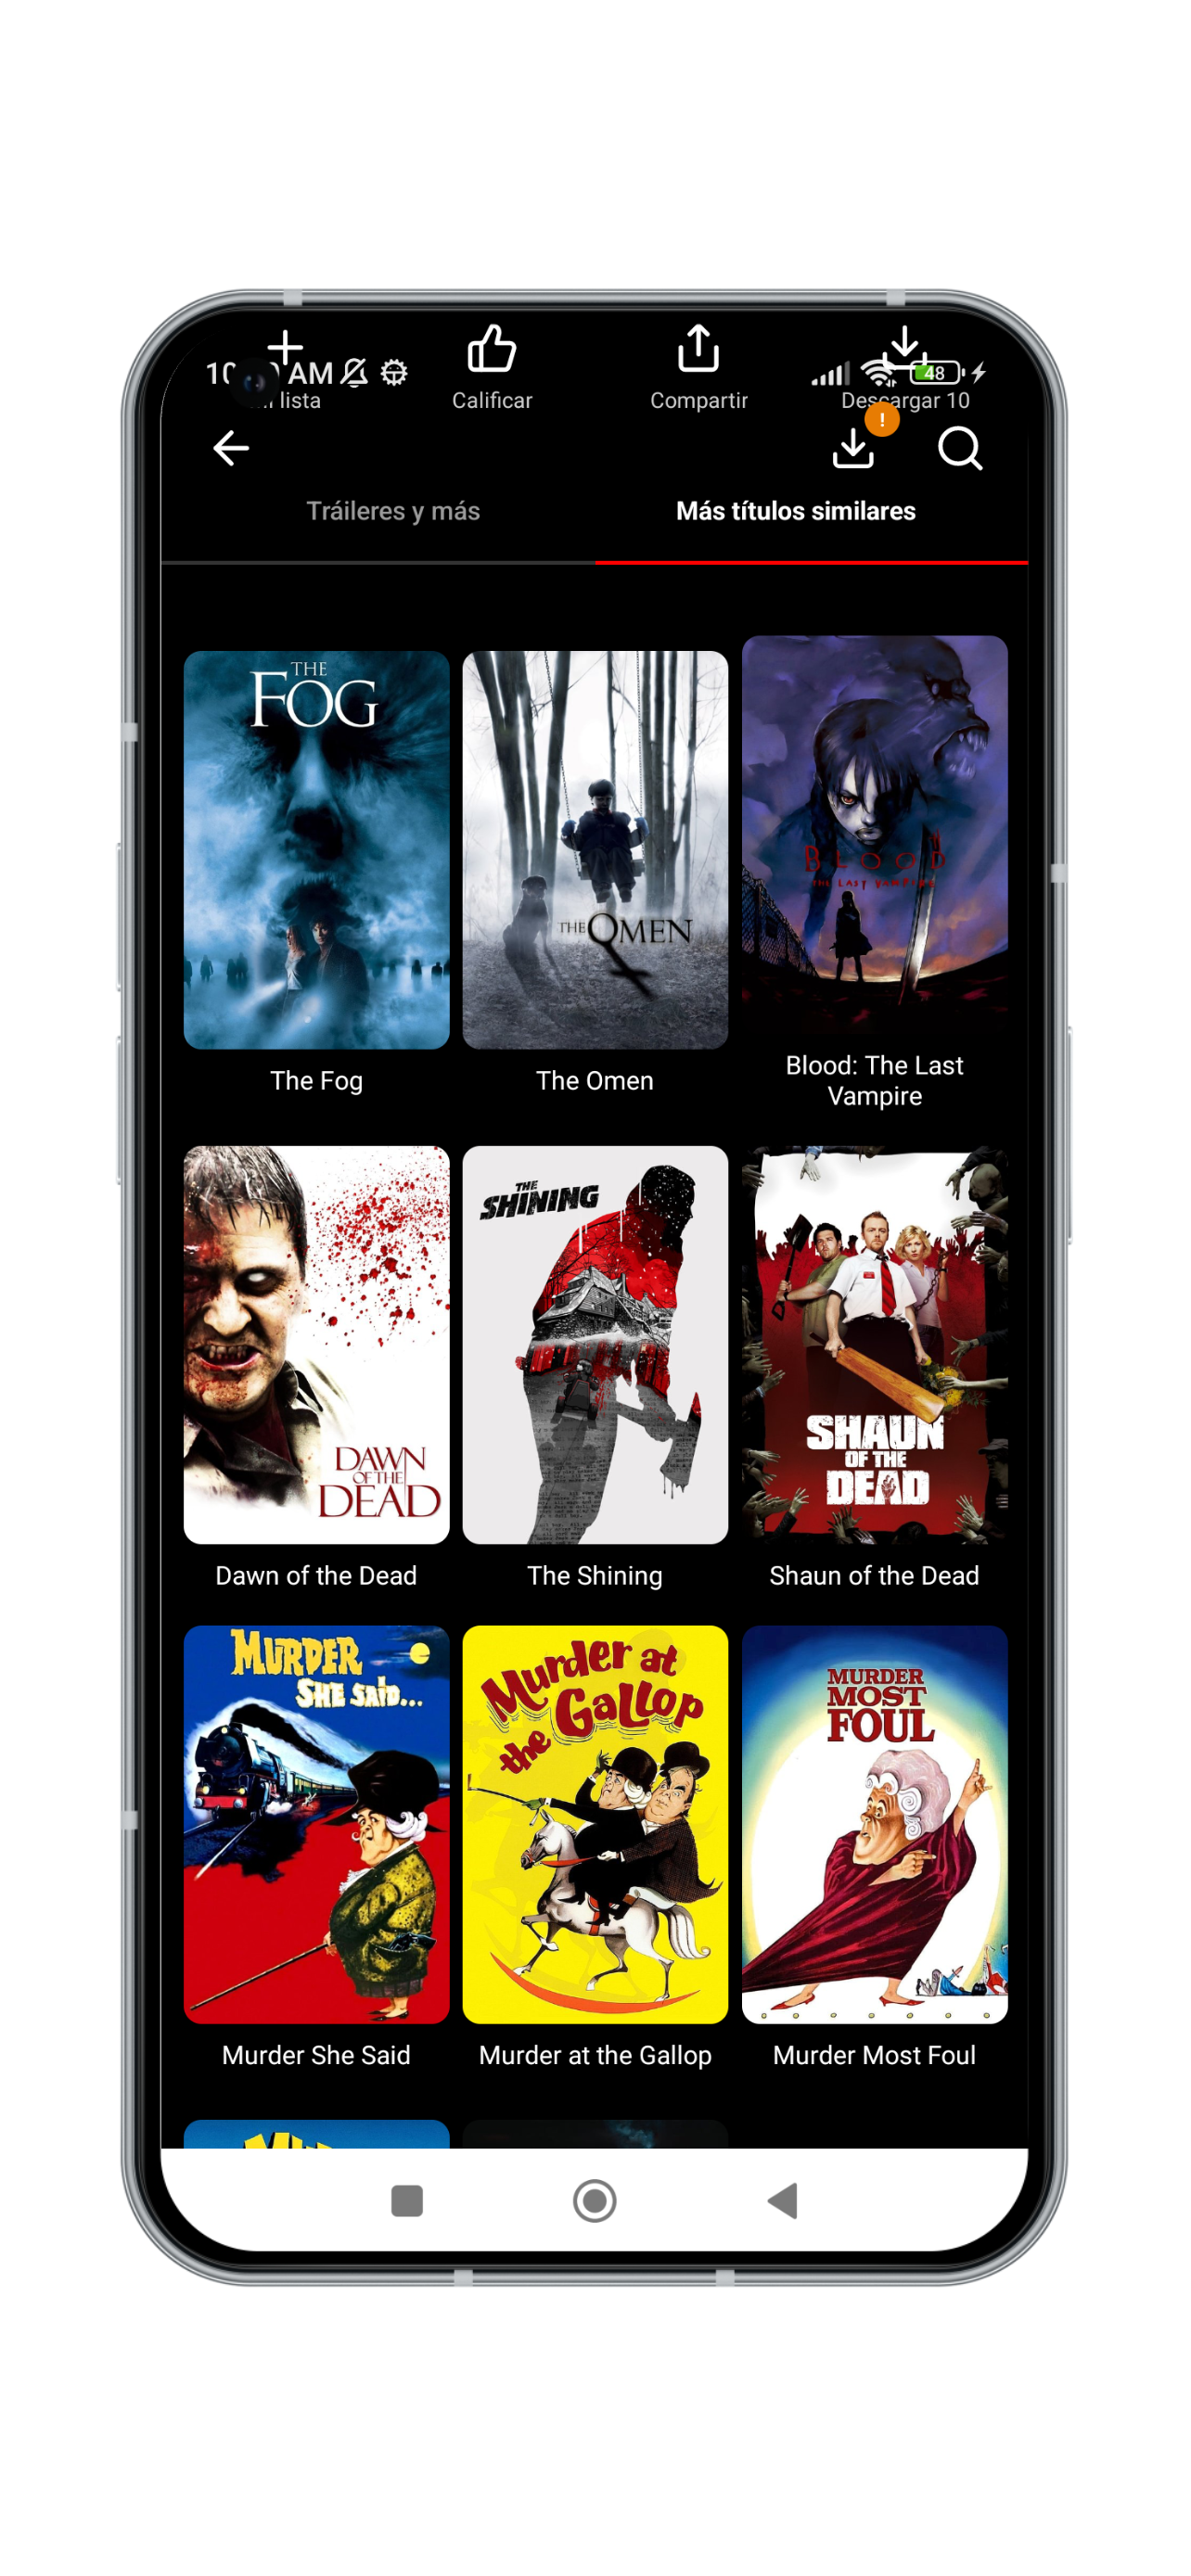 AM
48
lista
Calificar
Compartir
Descargar 10
!
Tráileres y más
Más títulos similares
THE
FOG
THE OMEN
BLOOD
THE LAST VAMPIRE
The Fog
The Omen
Blood: The Last
Vampire
DAWN
OF THE
DEAD
THE
SHINING
SHAUN
OF THE
DEAD
Dawn of the Dead
The Shining
Shaun of the Dead
MURDER
SHE SAID...
Murder at
the Gallop
MURDER
MOST
FOUL
Murder She Said
Murder at the Gallop
Murder Most Foul